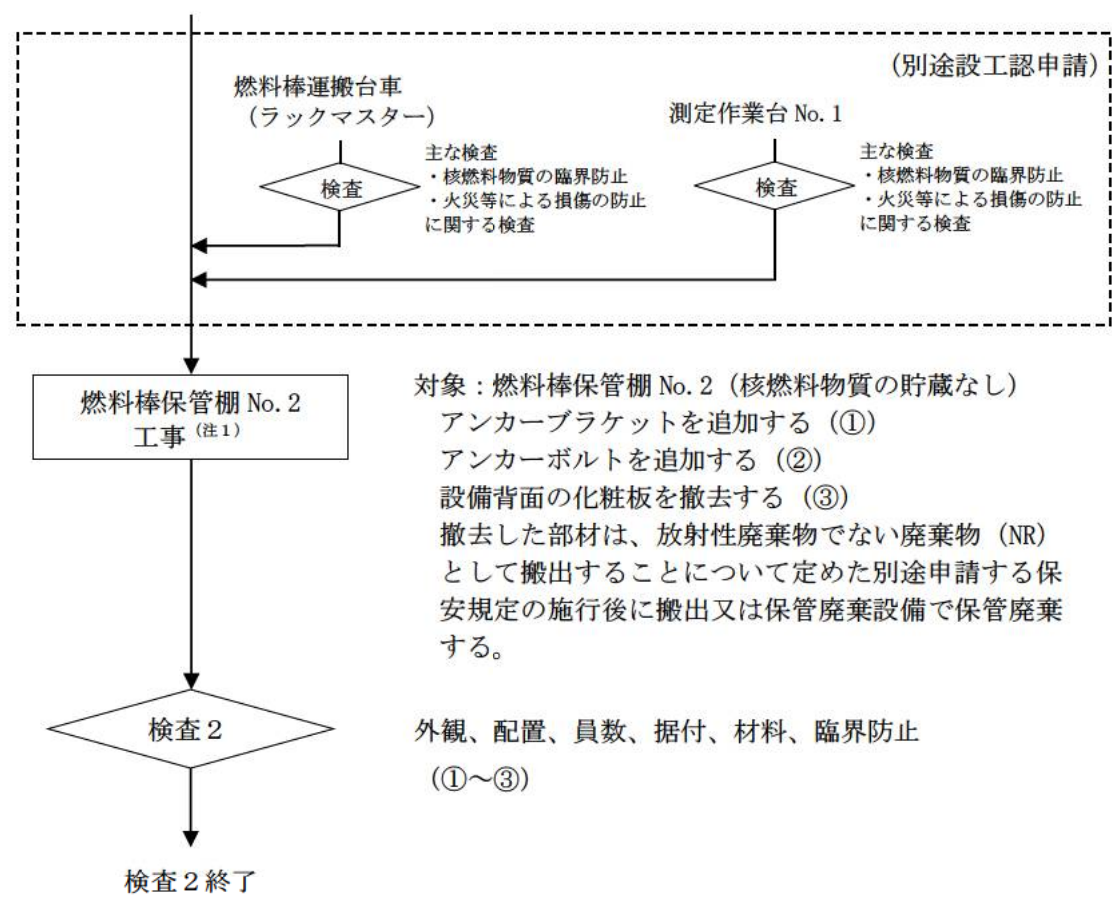 (別途設工認申請)
燃料棒運搬台車
(ラックマスター)
検査
主な検査
・核燃料物質の臨界防止
・火災等による損傷の防止
に関する検査
測定作業台 No.1
検査
主な検査
・核燃料物質の臨界防止
・火災等による損傷の防止
に関する検査
燃料棒保管棚 No.2
工事(注1)
対象:燃料棒保管棚 No.2(核燃料物質の貯蔵なし)
アンカーブラケットを追加する(①)
アンカーボルトを追加する(②)
設備背面の化粧板を撤去する(③)
撤去した部材は、放射性廃棄物でない廃棄物(NR)
として搬出することについて定めた別途申請する保
安規定の施行後に搬出又は保管廃棄設備で保管廃棄
する。
検査2
外観、配置、員数、据付、材料、臨界防止
(①~③)
検査2終了